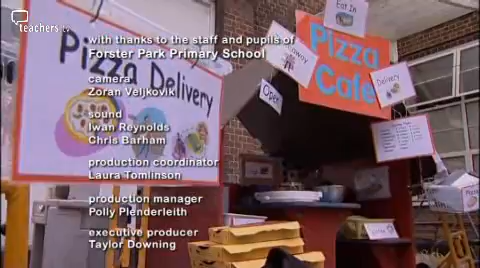 teachers tv
Eat In
Pizza
Cafe
Takeaway
Delivery
Open
Pizza Delivery
with thanks to the staff and pupils of
Forster Park Primary School
camera
Zoran Veljkovik
sound
Iwan Reynolds
Chris Barham
production coordinator
Laura Tomlinson
production manager
Polly Plenderleith
executive producer
Taylor Downing